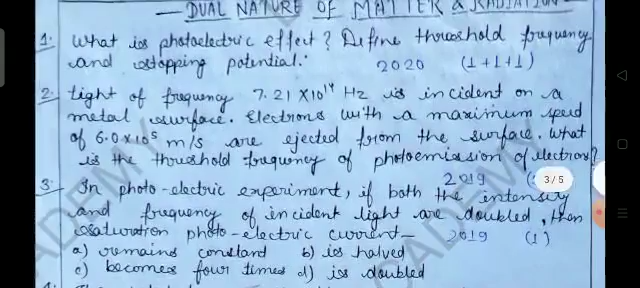 DUAL NATURE OF MATTER & RADIATION
1. What is photoelectric effect? Define threshold frequency
and stopping potential. 2020 (1+1+1)
2. Light of frequency 7.21 × 10¹⁴ Hz is incident on a
metal surface. Electrons with a maximum speed
of 6.0×10⁵ m/s are ejected from the surface. What
is the threshold frequency of photoemission of electrons?
2019
3/5
3. In photo-electric experiment, if both the intensity
and frequency of incident light are doubled, then
saturation photo-electric current— 2019 (1)
a) remains constant b) is halved
c) becomes four times d) is doubled